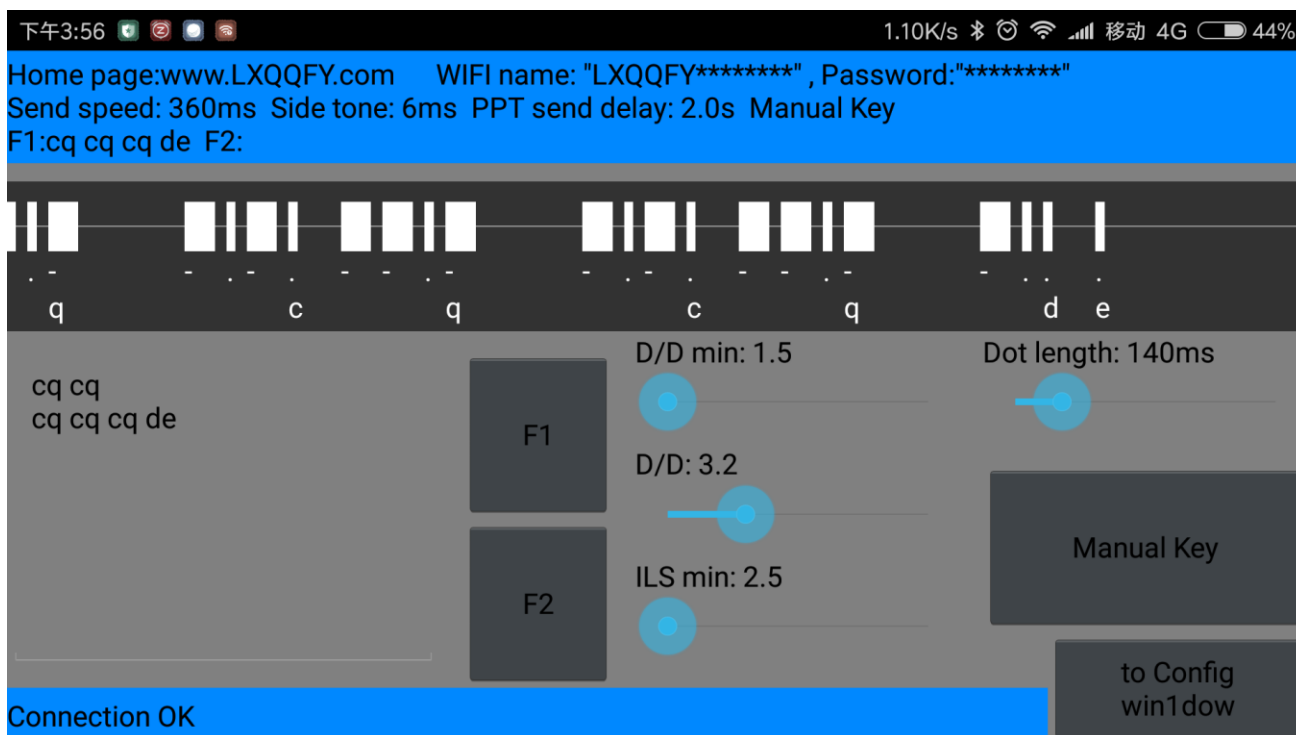 下午3:56 1.10K/s 移动 4G 44%
Home page:www.LXQQFY.com WIFI name: "LXQQFY********" , Password:"********"
Send speed: 360ms Side tone: 6ms PPT send delay: 2.0s Manual Key
F1:cq cq cq de F2:
. - - . - . - - . - - . - . - - . - - . . .
q c q c q d e
cq cq
cq cq cq de
F1
F2
D/D min: 1.5
D/D: 3.2
ILS min: 2.5
Dot length: 140ms
Manual Key
to Config
win1dow
Connection OK